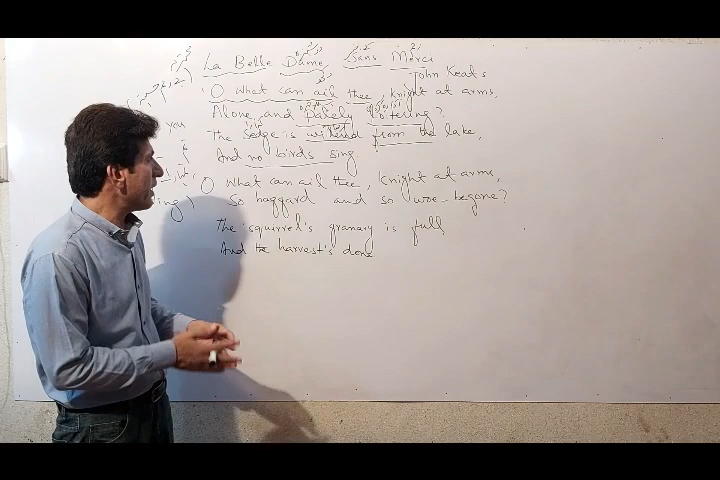 La Belle Dame Sans Merci
John Keats
O what can ail thee, knight at arms,
Alone and Palely loitering?
you
The Sedge is withered from the lake,
And no birds sing
O what can ail thee, knight at arms,
ing
So haggard and so woe-begone?
The squirrel's granary is full
And the harvest's done